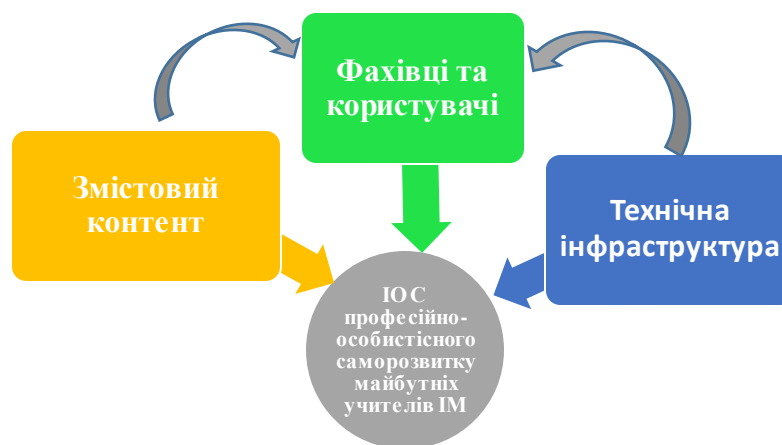 Фахівці та
користувачі
Змістовий
контент
Технічна
інфраструктура
ІОС
професійно-
особистісного
саморозвитку
майбутніх
учителів ІМ